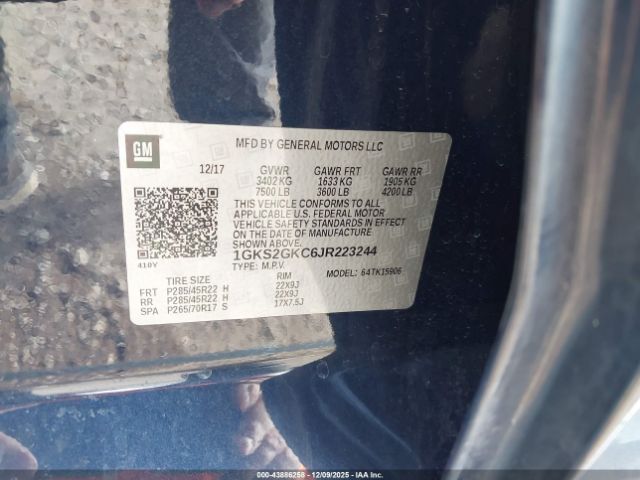 GM
MFD BY GENERAL MOTORS LLC
12/17 GVWR GAWR FRT GAWR RR
3402 KG 1633 KG 1905 KG
7500 LB 3600 LB 4200 LB
THIS VEHICLE CONFORMS TO ALL
APPLICABLE U.S. FEDERAL MOTOR
VEHICLE SAFETY STANDARDS IN EFFECT
ON THE DATE OF MANUFACTURE
SHOWN ABOVE.
1GKS2GKC6JR223244
410Y TYPE: M.P.V. MODEL: 64TK15906
TIRE SIZE RIM
FRT P285/45R22 H 22X9J
RR P285/45R22 H 22X9J
SPA P265/70R17 S 17X7.5J
000-43886258 - 12/09/2025 - IAA Inc.